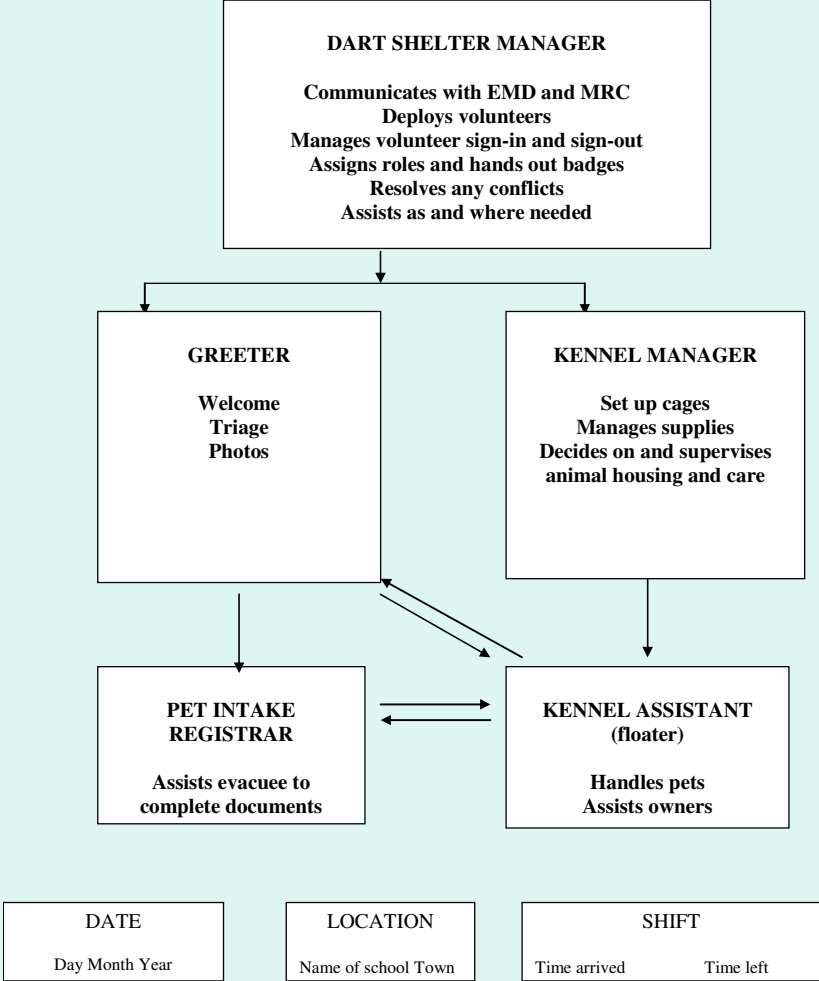 DART SHELTER MANAGER
Communicates with EMD and MRC
Deploys volunteers
Manages volunteer sign-in and sign-out
Assigns roles and hands out badges
Resolves any conflicts
Assists as and where needed
GREETER
Welcome
Triage
Photos
KENNEL MANAGER
Set up cages
Manages supplies
Decides on and supervises
animal housing and care
PET INTAKE
REGISTRAR
Assists evacuee to
complete documents
KENNEL ASSISTANT
(floater)
Handles pets
Assists owners
DATE
Day Month Year
LOCATION
Name of school Town
SHIFT
Time arrived Time left